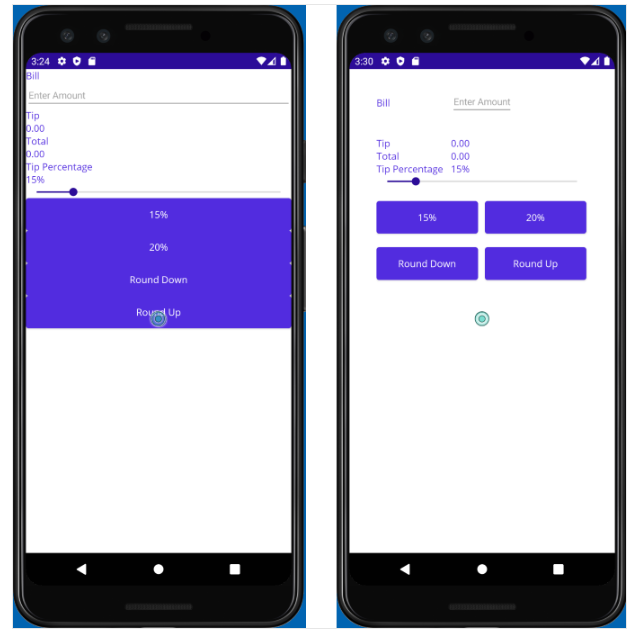 3:24
Bill
Enter Amount
Tip
0.00
Total
0.00
Tip Percentage
15%
15%
20%
Round Down
Round Up
3:30
Bill Enter Amount
Tip 0.00
Total 0.00
Tip Percentage 15%
15% 20%
Round Down Round Up